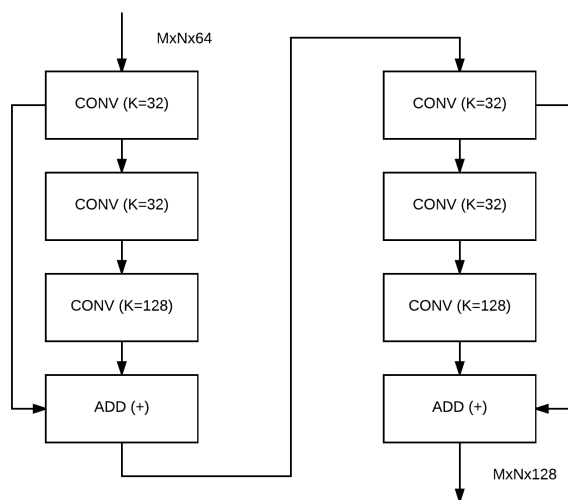 MxNx64
CONV (K=32)
CONV (K=32)
CONV (K=128)
ADD (+)
CONV (K=32)
CONV (K=32)
CONV (K=128)
ADD (+)
MxNx128